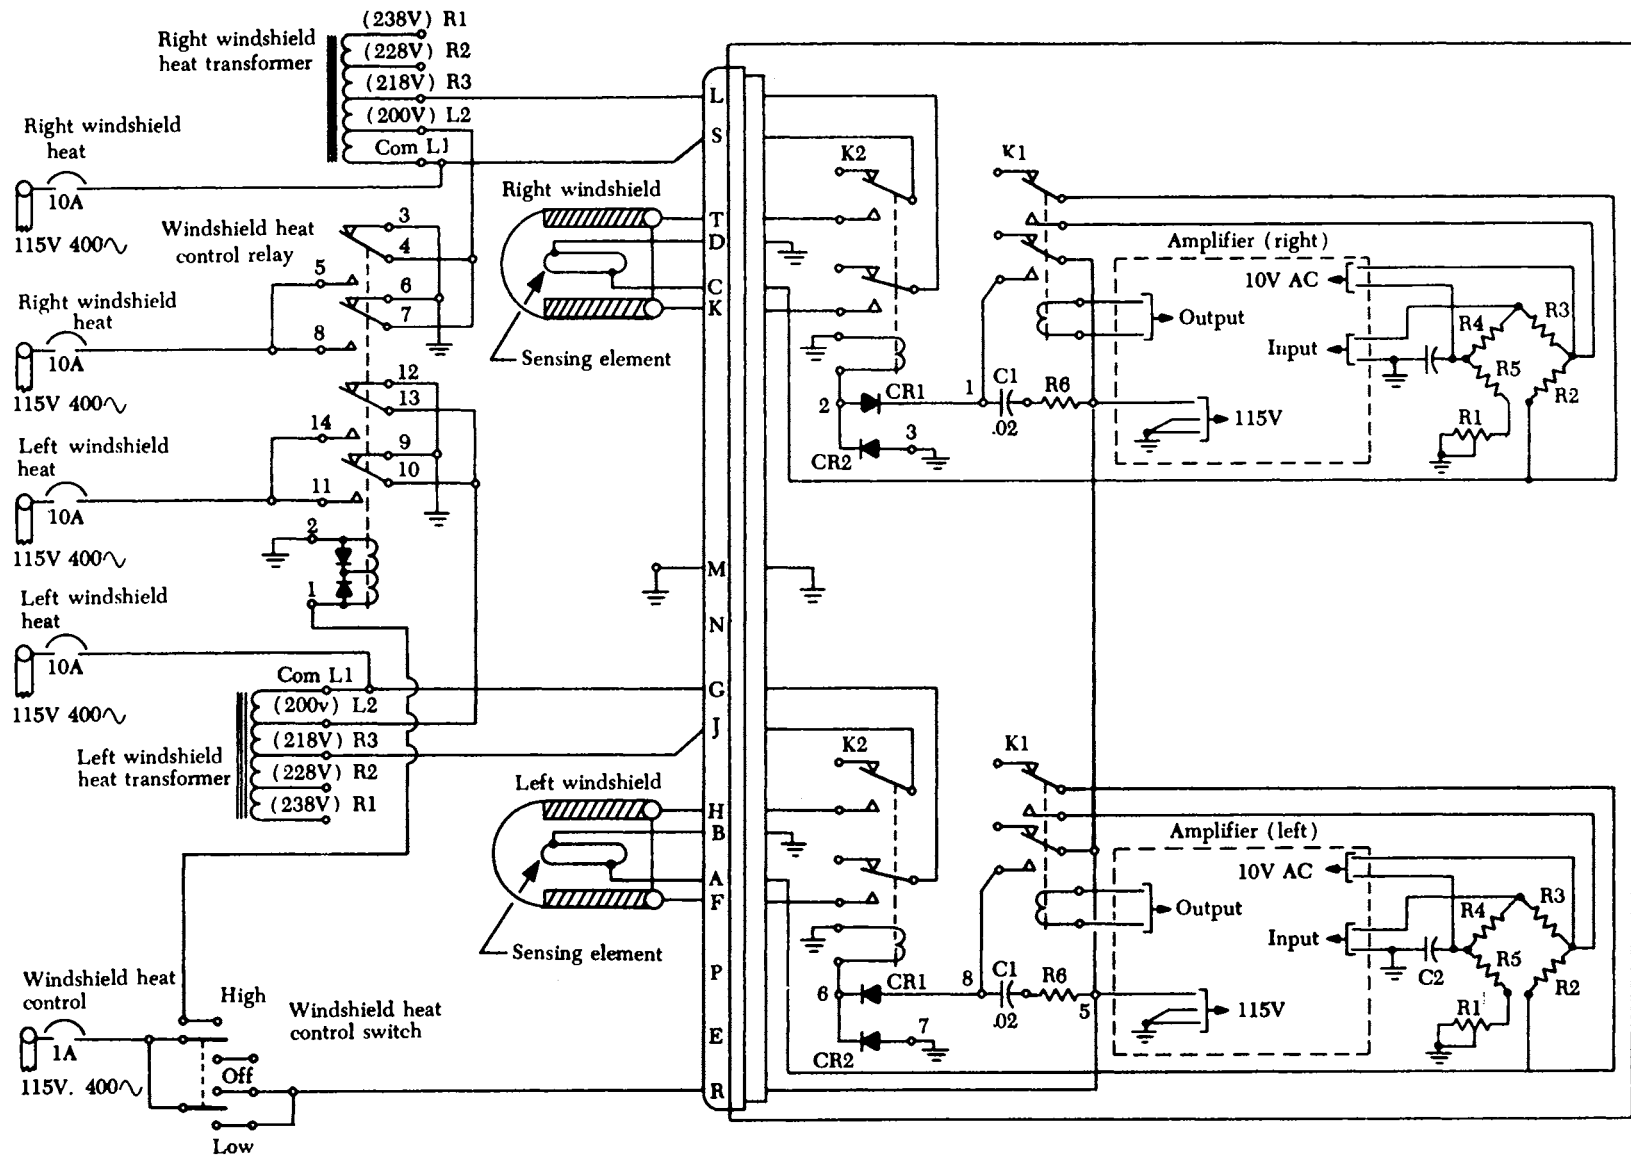 (238V) R1
Right windshield
heat transformer
(228V) R2
(218V) R3
(200V) L2
Com L1
Right windshield
heat
10A
115V 400∿
Windshield heat
control relay
3
4
5
6
7
8
Right windshield
heat
10A
115V 400∿
12
13
14
9
10
11
Left windshield
heat
10A
115V 400∿
2
1
Left windshield
heat
10A
115V 400∿
Com L1
(200v) L2
(218V) R3
(228V) R2
(238V) R1
Left windshield
heat transformer
Windshield heat
control
1A
115V. 400∿
High
Off
Low
Windshield heat
control switch
Right windshield
Sensing element
Left windshield
Sensing element
L
S
T
D
C
K
M
N
G
J
H
B
A
F
P
E
R
K2
K1
2
CR1
CR2
3
1
C1
.02
R6
Amplifier (right)
10V AC
Output
Input
115V
R4
R3
R5
R2
R1
K2
K1
6
CR1
CR2
7
8
C1
.02
R6
5
Amplifier (left)
10V AC
Output
Input
115V
C2
R4
R3
R5
R2
R1